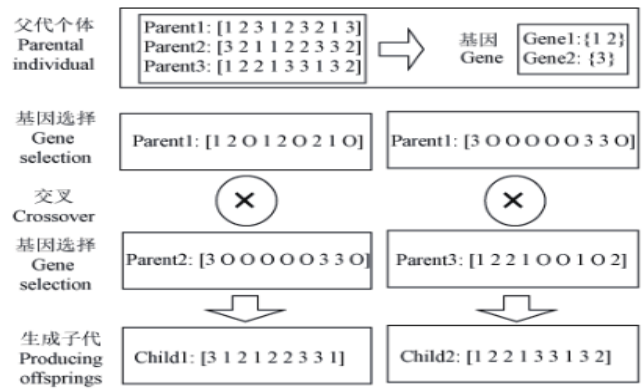 父代个体
Parental
individual
Parent1: [1 2 3 1 2 3 2 1 3]
Parent2: [3 2 1 1 2 2 3 3 2]
Parent3: [1 2 2 1 3 3 1 3 2]
基因
Gene
Gene1:{1 2}
Gene2: {3}
基因选择
Gene
selection
Parent1: [1 2 O 1 2 O 2 1 O]
Parent1: [3 O O O O O 3 3 O]
交叉
Crossover
×
×
基因选择
Gene
selection
Parent2: [3 O O O O O 3 3 O]
Parent3: [1 2 2 1 O O 1 O 2]
生成子代
Producing
offsprings
Child1: [3 1 2 1 2 2 3 3 1]
Child2: [1 2 2 1 3 3 1 3 2]